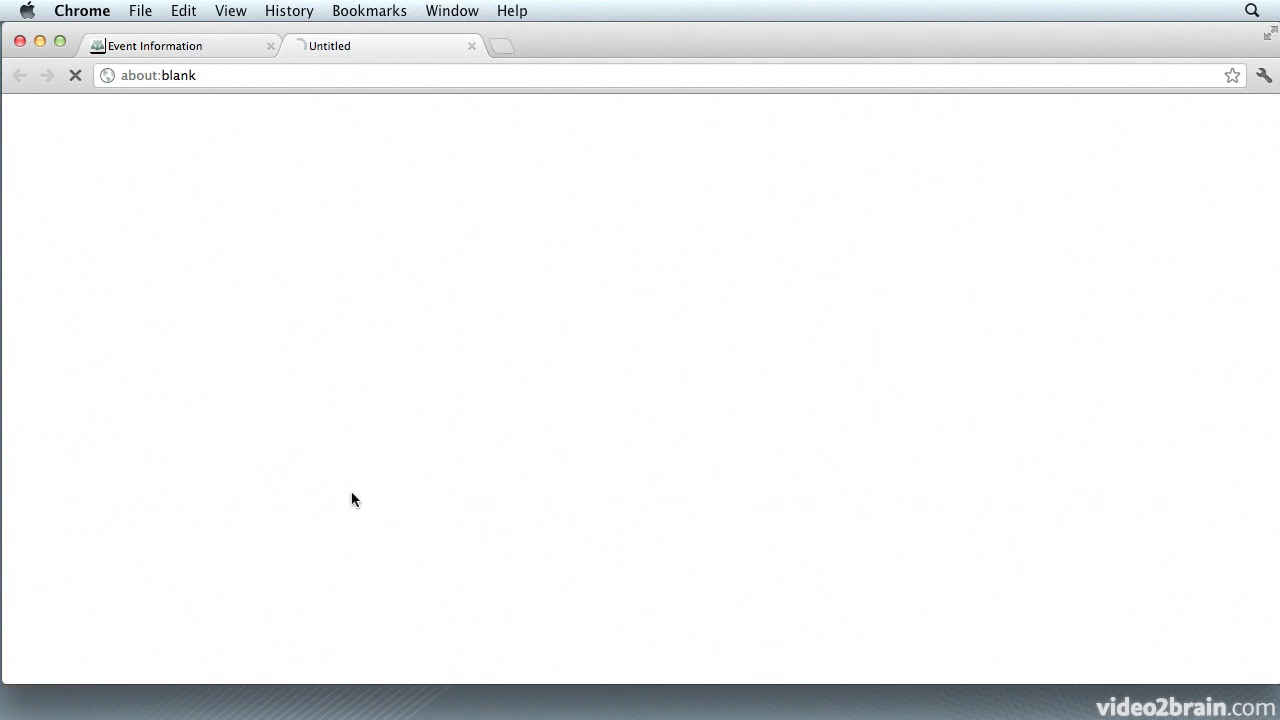 Chrome File Edit View History Bookmarks Window Help
Event Information Untitled
about:blank
video2brain.com